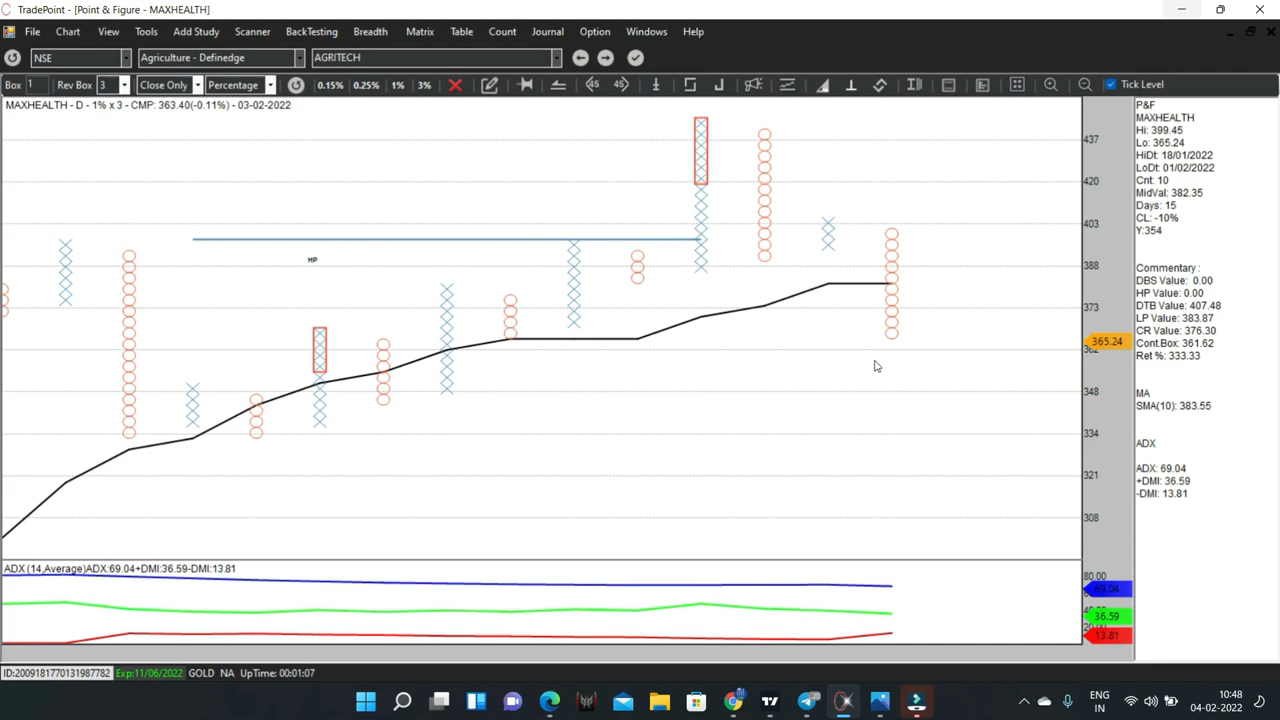 TradePoint - [Point & Figure - MAXHEALTH]
File Chart View Tools Add Study Scanner BackTesting Breadth Matrix Table Count Journal Option Windows Help
NSE Agriculture - Definedge AGRITECH
Box 1 Rev Box 3 Close Only Percentage 0.15% 0.25% 1% 3% 45 45 Tick Level
MAXHEALTH - D - 1% x 3 - CMP: 363.40(-0.11%) - 03-02-2022
HP
437
420
403
388
373
365.24
348
334
321
308
P&F
MAXHEALTH
Hi: 399.45
Lo: 365.24
HiDt: 18/01/2022
LoDt: 01/02/2022
Cnt: 10
MidVal: 382.35
Days: 15
CL: -10%
Y:354
Commentary :
DBS Value: 0.00
HP Value: 0.00
DTB Value: 407.48
LP Value: 383.87
CR Value: 376.30
Cont.Box: 361.62
Ret %: 333.33
MA
SMA(10): 383.55
ADX
ADX: 69.04
+DMI: 36.59
-DMI: 13.81
ADX (14,Average)ADX:69.04+DMI:36.59-DMI:13.81
80.00
69.04
36.59
13.81
ID:2009181770131987782 Exp:11/06/2022 GOLD NA UpTime: 00:01:07
ENG
IN
10:48
04-02-2022